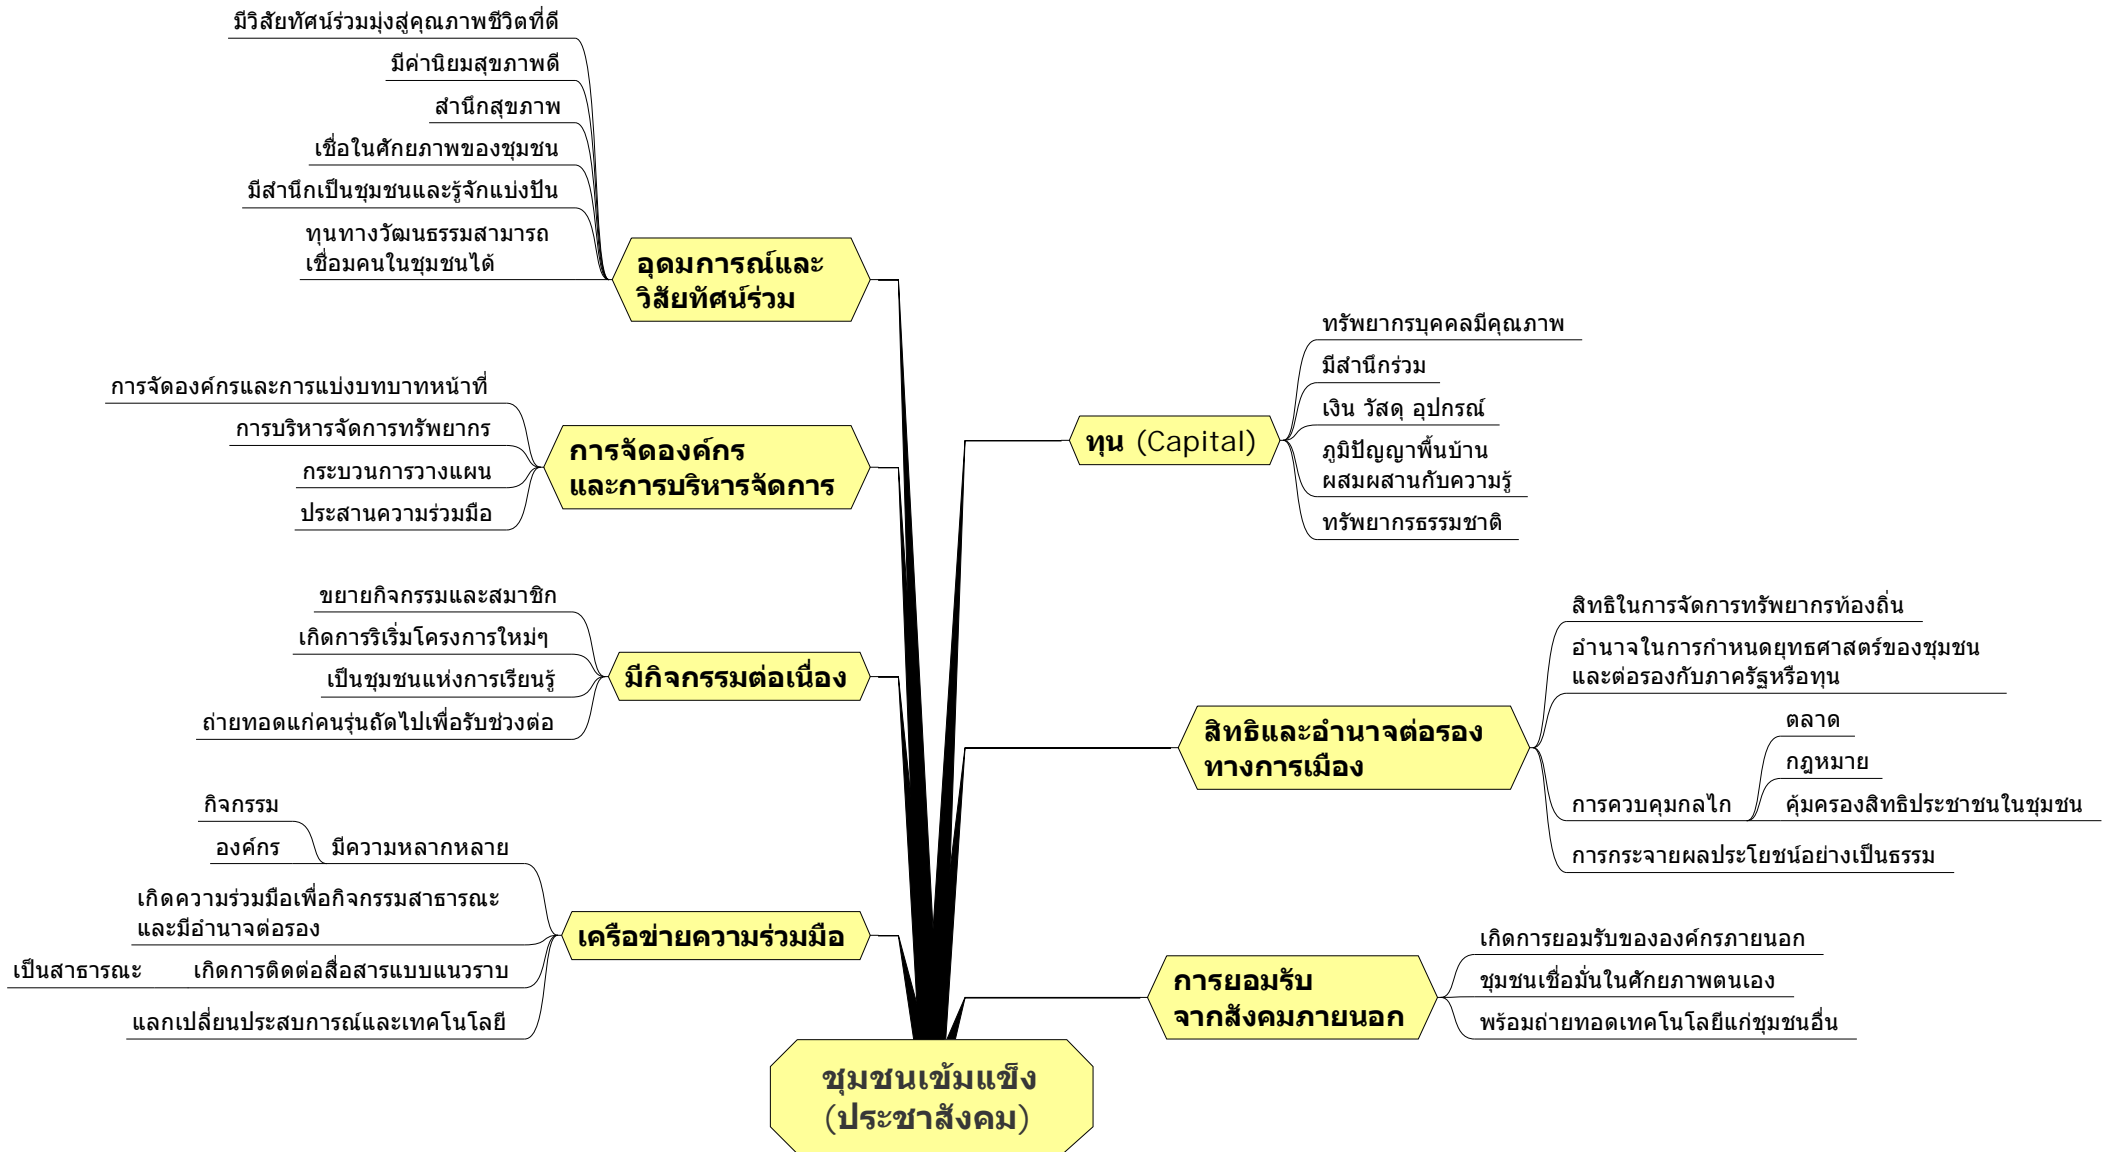 มีวิสัยทัศน์ร่วมมุ่งสู่คุณภาพชีวิตที่ดี
มีค่านิยมสุขภาพดี
สำนึกสุขภาพ
เชื่อในศักยภาพของชุมชน
มีสำนึกเป็นชุมชนและรู้จักแบ่งปัน
ทุนทางวัฒนธรรมสามารถ
เชื่อมคนในชุมชนได้
อุดมการณ์และ
วิสัยทัศน์ร่วม
การจัดองค์กรและการแบ่งบทบาทหน้าที่
การบริหารจัดการทรัพยากร
กระบวนการวางแผน
ประสานความร่วมมือ
การจัดองค์กร
และการบริหารจัดการ
ขยายกิจกรรมและสมาชิก
เกิดการริเริ่มโครงการใหม่ๆ
เป็นชุมชนแห่งการเรียนรู้
ถ่ายทอดแก่คนรุ่นถัดไปเพื่อรับช่วงต่อ
มีกิจกรรมต่อเนื่อง
กิจกรรม
องค์กร
มีความหลากหลาย
เกิดความร่วมมือเพื่อกิจกรรมสาธารณะ
และมีอำนาจต่อรอง
เป็นสาธารณะ
เกิดการติดต่อสื่อสารแบบแนวราบ
แลกเปลี่ยนประสบการณ์และเทคโนโลยี
เครือข่ายความร่วมมือ
ทุน (Capital)
ทรัพยากรบุคคลมีคุณภาพ
มีสำนึกร่วม
เงิน วัสดุ อุปกรณ์
ภูมิปัญญาพื้นบ้าน
ผสมผสานกับความรู้
ทรัพยากรธรรมชาติ
สิทธิและอำนาจต่อรอง
ทางการเมือง
สิทธิในการจัดการทรัพยากรท้องถิ่น
อำนาจในการกำหนดยุทธศาสตร์ของชุมชน
และต่อรองกับภาครัฐหรือทุน
การควบคุมกลไก
ตลาด
กฎหมาย
คุ้มครองสิทธิประชาชนในชุมชน
การกระจายผลประโยชน์อย่างเป็นธรรม
การยอมรับ
จากสังคมภายนอก
เกิดการยอมรับขององค์กรภายนอก
ชุมชนเชื่อมั่นในศักยภาพตนเอง
พร้อมถ่ายทอดเทคโนโลยีแก่ชุมชนอื่น
ชุมชนเข้มแข็ง
(ประชาสังคม)